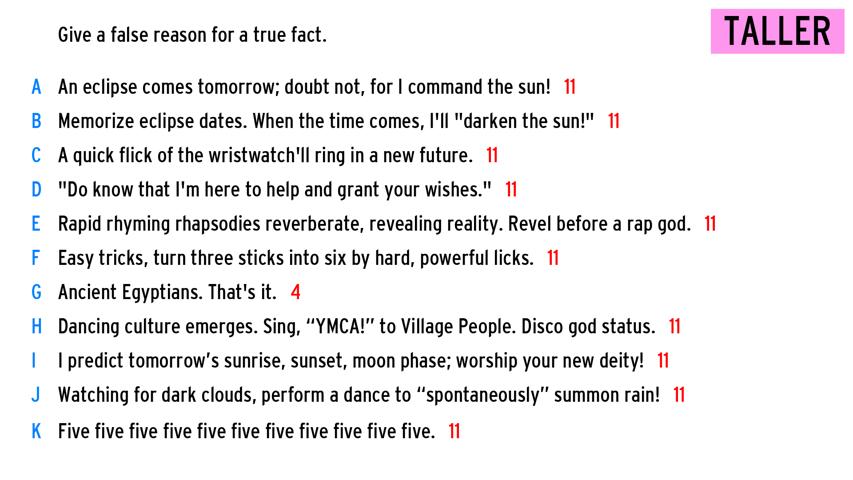 Give a false reason for a true fact.
TALLER
A An eclipse comes tomorrow; doubt not, for I command the sun! 11
B Memorize eclipse dates. When the time comes, I'll "darken the sun!" 11
C A quick flick of the wristwatch'll ring in a new future. 11
D "Do know that I'm here to help and grant your wishes." 11
E Rapid rhyming rhapsodies reverberate, revealing reality. Revel before a rap god. 11
F Easy tricks, turn three sticks into six by hard, powerful licks. 11
G Ancient Egyptians. That's it. 4
H Dancing culture emerges. Sing, “YMCA!” to Village People. Disco god status. 11
I I predict tomorrow’s sunrise, sunset, moon phase; worship your new deity! 11
J Watching for dark clouds, perform a dance to “spontaneously” summon rain! 11
K Five five five five five five five five five five five. 11